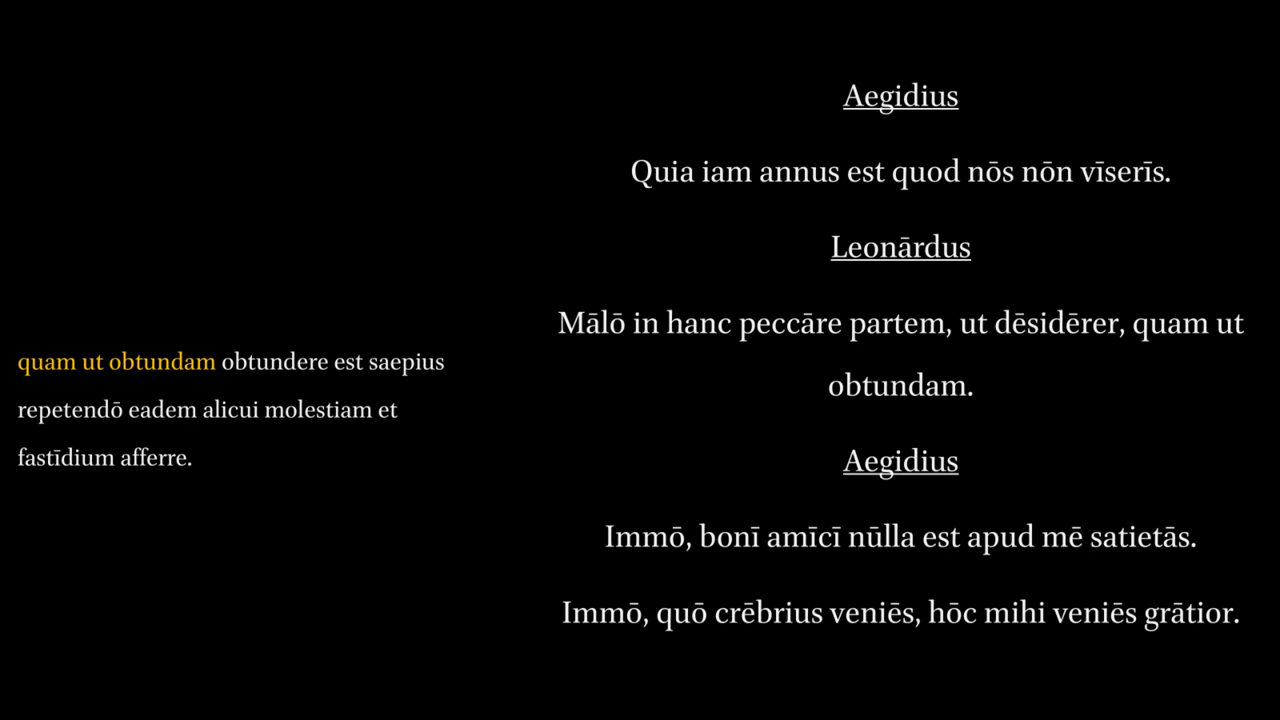 Aegidius
Quia iam annus est quod nōs nōn vīserīs.
Leonārdus
Mālō in hanc peccāre partem, ut dēsīderer, quam ut
obtundam.
Aegidius
Immō, bonī amīcī nūlla est apud mē satietās.
Immō, quō crēbrius veniēs, hōc mihi veniēs grātior.
quam ut obtundam obtundere est saepius
repetendō eadem alicui molestiam et
fastīdium afferre.